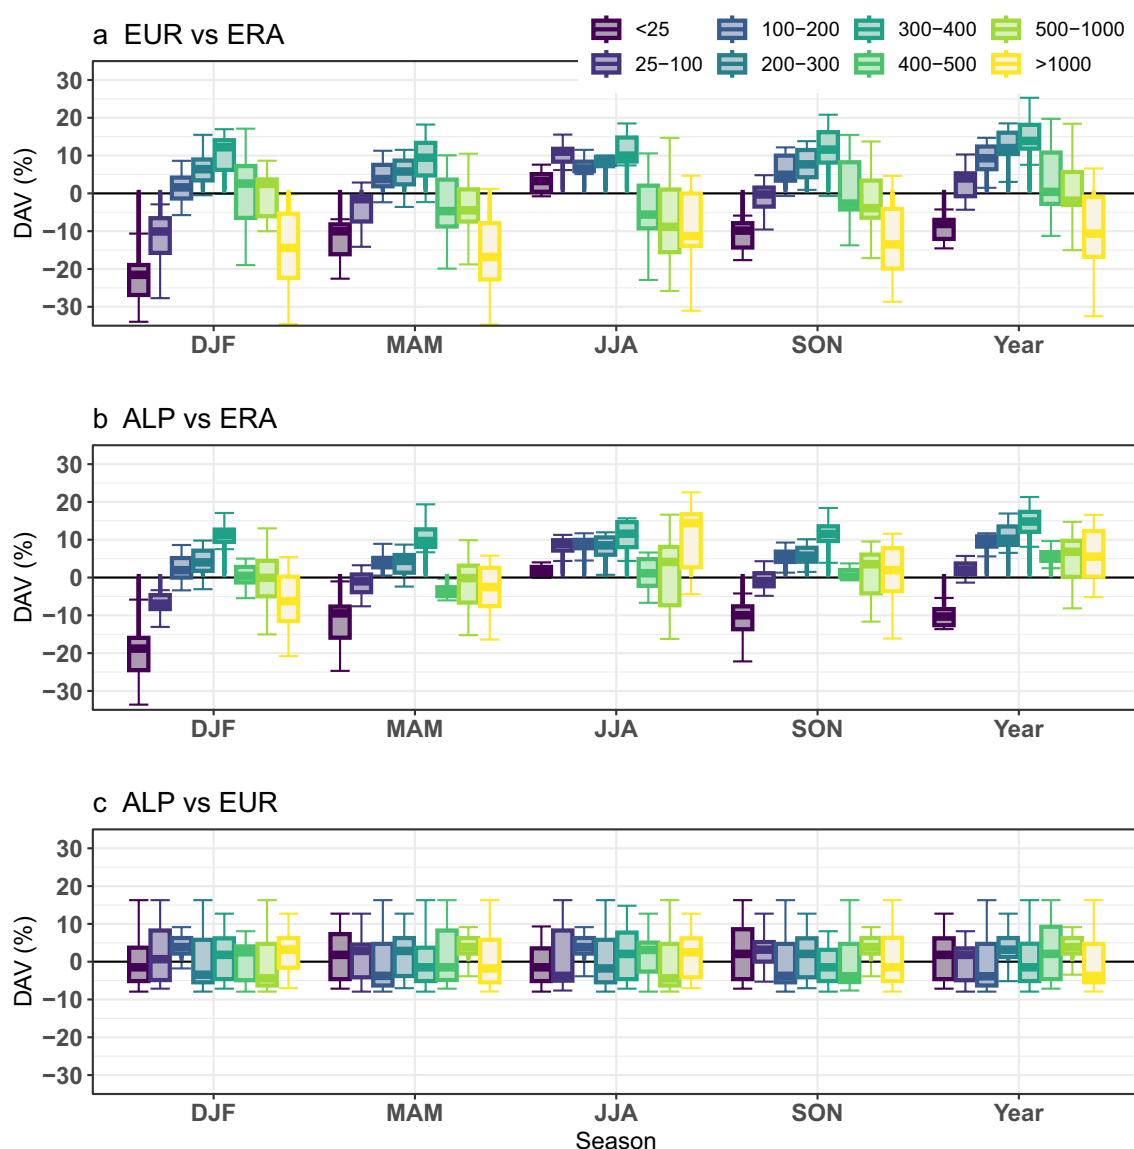 a EUR vs ERA
<25 100−200 300−400 500−1000
25−100 200−300 400−500 >1000
DAV (%)
30
20
10
0
−10
−20
−30
DJF MAM JJA SON Year
b ALP vs ERA
DAV (%)
30
20
10
0
−10
−20
−30
DJF MAM JJA SON Year
c ALP vs EUR
DAV (%)
30
20
10
0
−10
−20
−30
DJF MAM JJA SON Year
Season